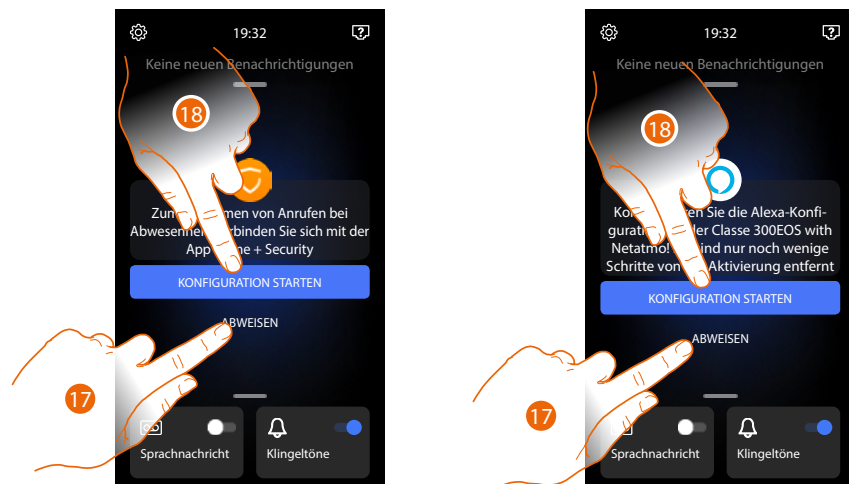 19:32
Keine neuen Benachrichtigungen
18
Zum men von Anrufen bei
Abwesenhei rbinden Sie sich mit der
App me + Security
KONFIGURATION STARTEN
ABWEISEN
17
Sprachnachricht
Klingeltöne
19:32
Keine neuen Benachrichtigungen
18
Ko en Sie die Alexa-Konfi-
gurati der Classe 300EOS with
Netatmo! ind nur noch wenige
Schritte von Aktivierung entfernt
KONFIGURATION STARTEN
ABWEISEN
17
Sprachnachricht
Klingeltöne